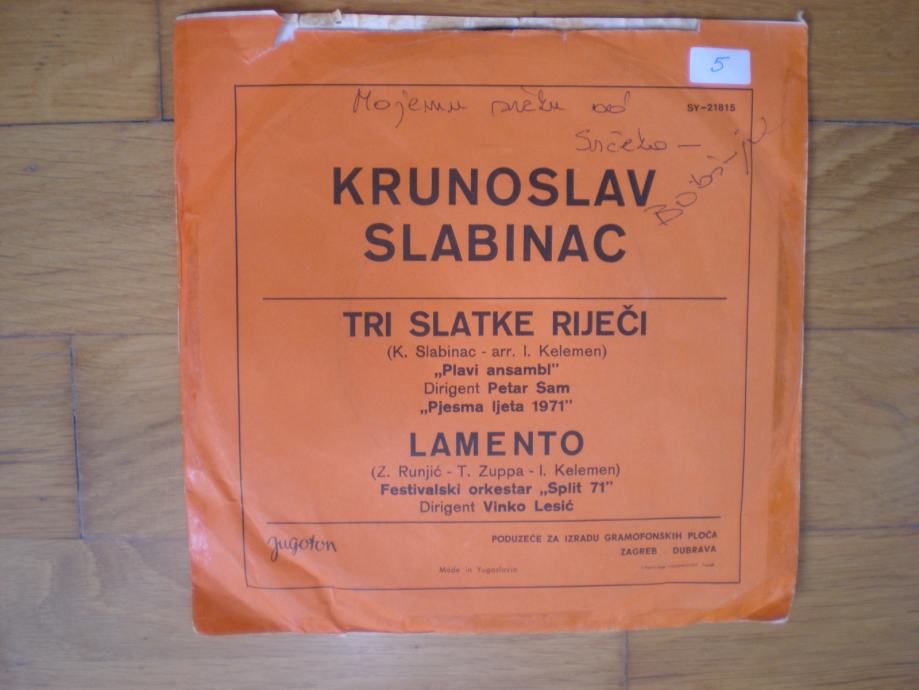 5
Mojemu srčku od
SY-21815
Srčeko -
KRUNOSLAV
SLABINAC
TRI SLATKE RIJEČI
(K. Slabinac - arr. I. Kelemen)
„Plavi ansambl"
Dirigent Petar Sam
„Pjesma ljeta 1971"
LAMENTO
(Z. Runjić - T. Zuppa - I. Kelemen)
Festivalski orkestar „Split 71"
Dirigent Vinko Lesić
Jugoton
PODUZEĆE ZA IZRADU GRAMOFONSKIH PLOČA
ZAGREB DUBRAVA
Made in Yugoslavia